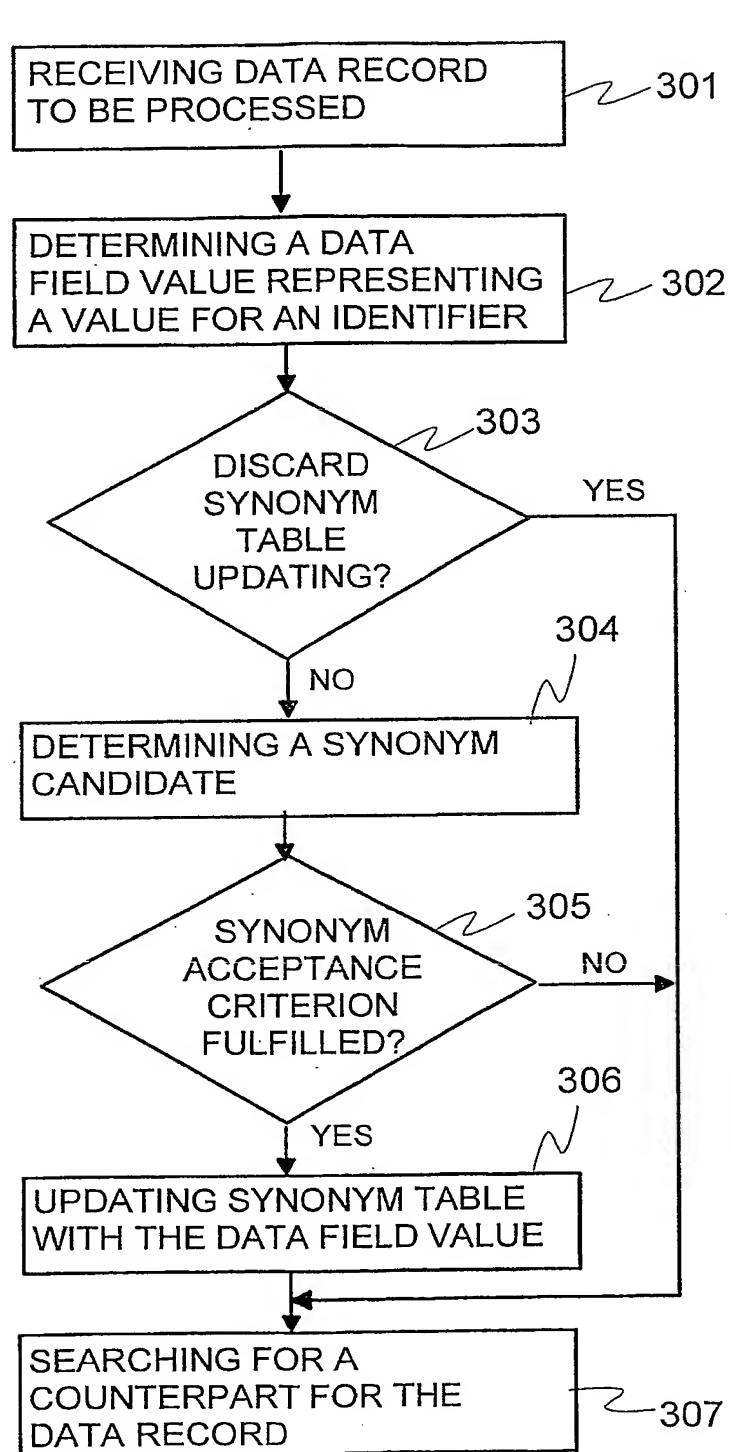 RECEIVING DATA RECORD
TO BE PROCESSED
301
DETERMINING A DATA
FIELD VALUE REPRESENTING
A VALUE FOR AN IDENTIFIER
302
303
DISCARD
SYNONYM
TABLE
UPDATING?
YES
NO
304
DETERMINING A SYNONYM
CANDIDATE
305
SYNONYM
ACCEPTANCE
CRITERION
FULFILLED?
NO
YES
306
UPDATING SYNONYM TABLE
WITH THE DATA FIELD VALUE
SEARCHING FOR A
COUNTERPART FOR THE
DATA RECORD
307